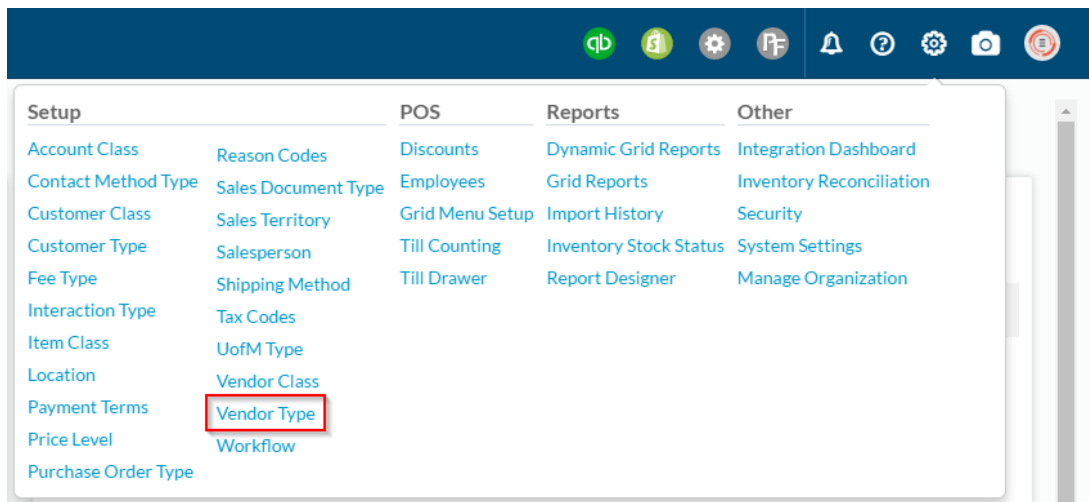 qb
S
PF
Setup
Account Class
Contact Method Type
Customer Class
Customer Type
Fee Type
Interaction Type
Item Class
Location
Payment Terms
Price Level
Purchase Order Type
Reason Codes
Sales Document Type
Sales Territory
Salesperson
Shipping Method
Tax Codes
UofM Type
Vendor Class
Vendor Type
Workflow
POS
Discounts
Employees
Grid Menu Setup
Till Counting
Till Drawer
Reports
Dynamic Grid Reports
Grid Reports
Import History
Inventory Stock Status
Report Designer
Other
Integration Dashboard
Inventory Reconciliation
Security
System Settings
Manage Organization